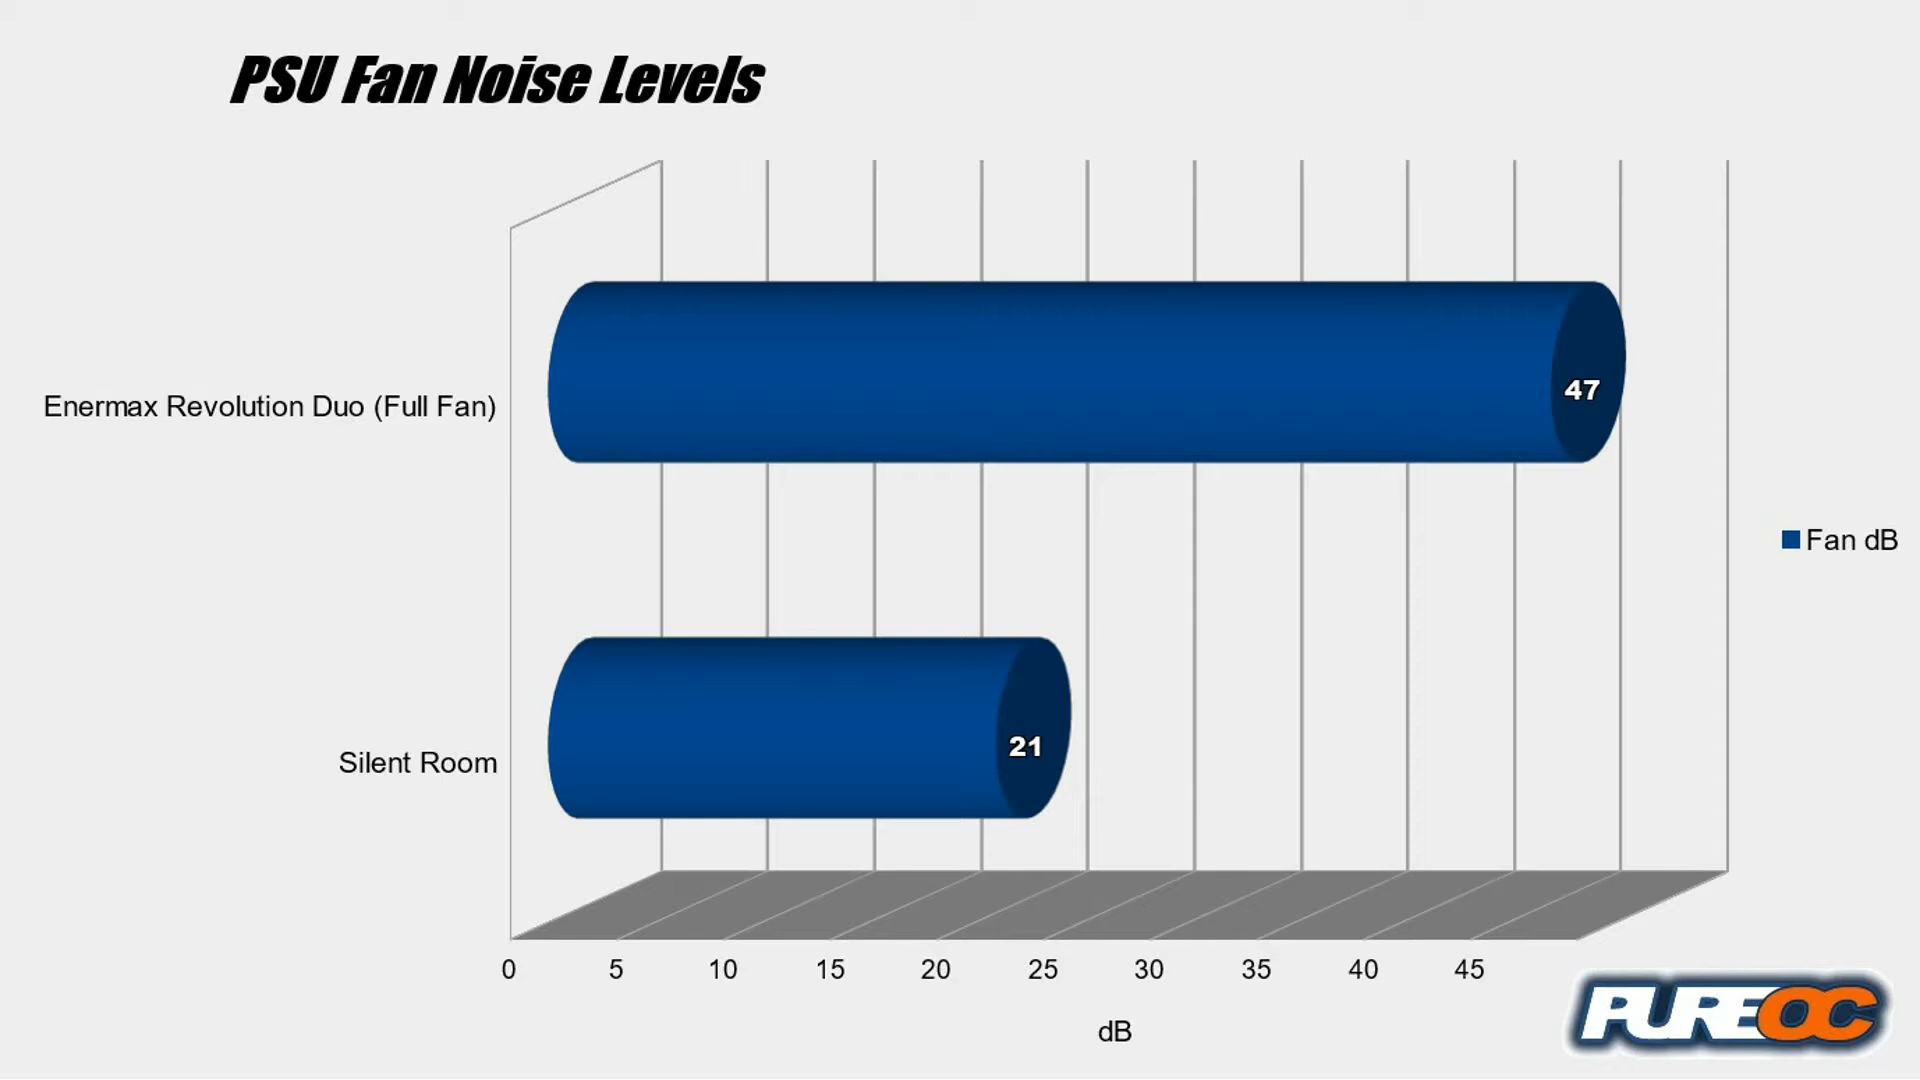 PSU Fan Noise Levels
Enermax Revolution Duo (Full Fan)
47
Fan dB
Silent Room
21
0 5 10 15 20 25 30 35 40 45
dB
PUREOC